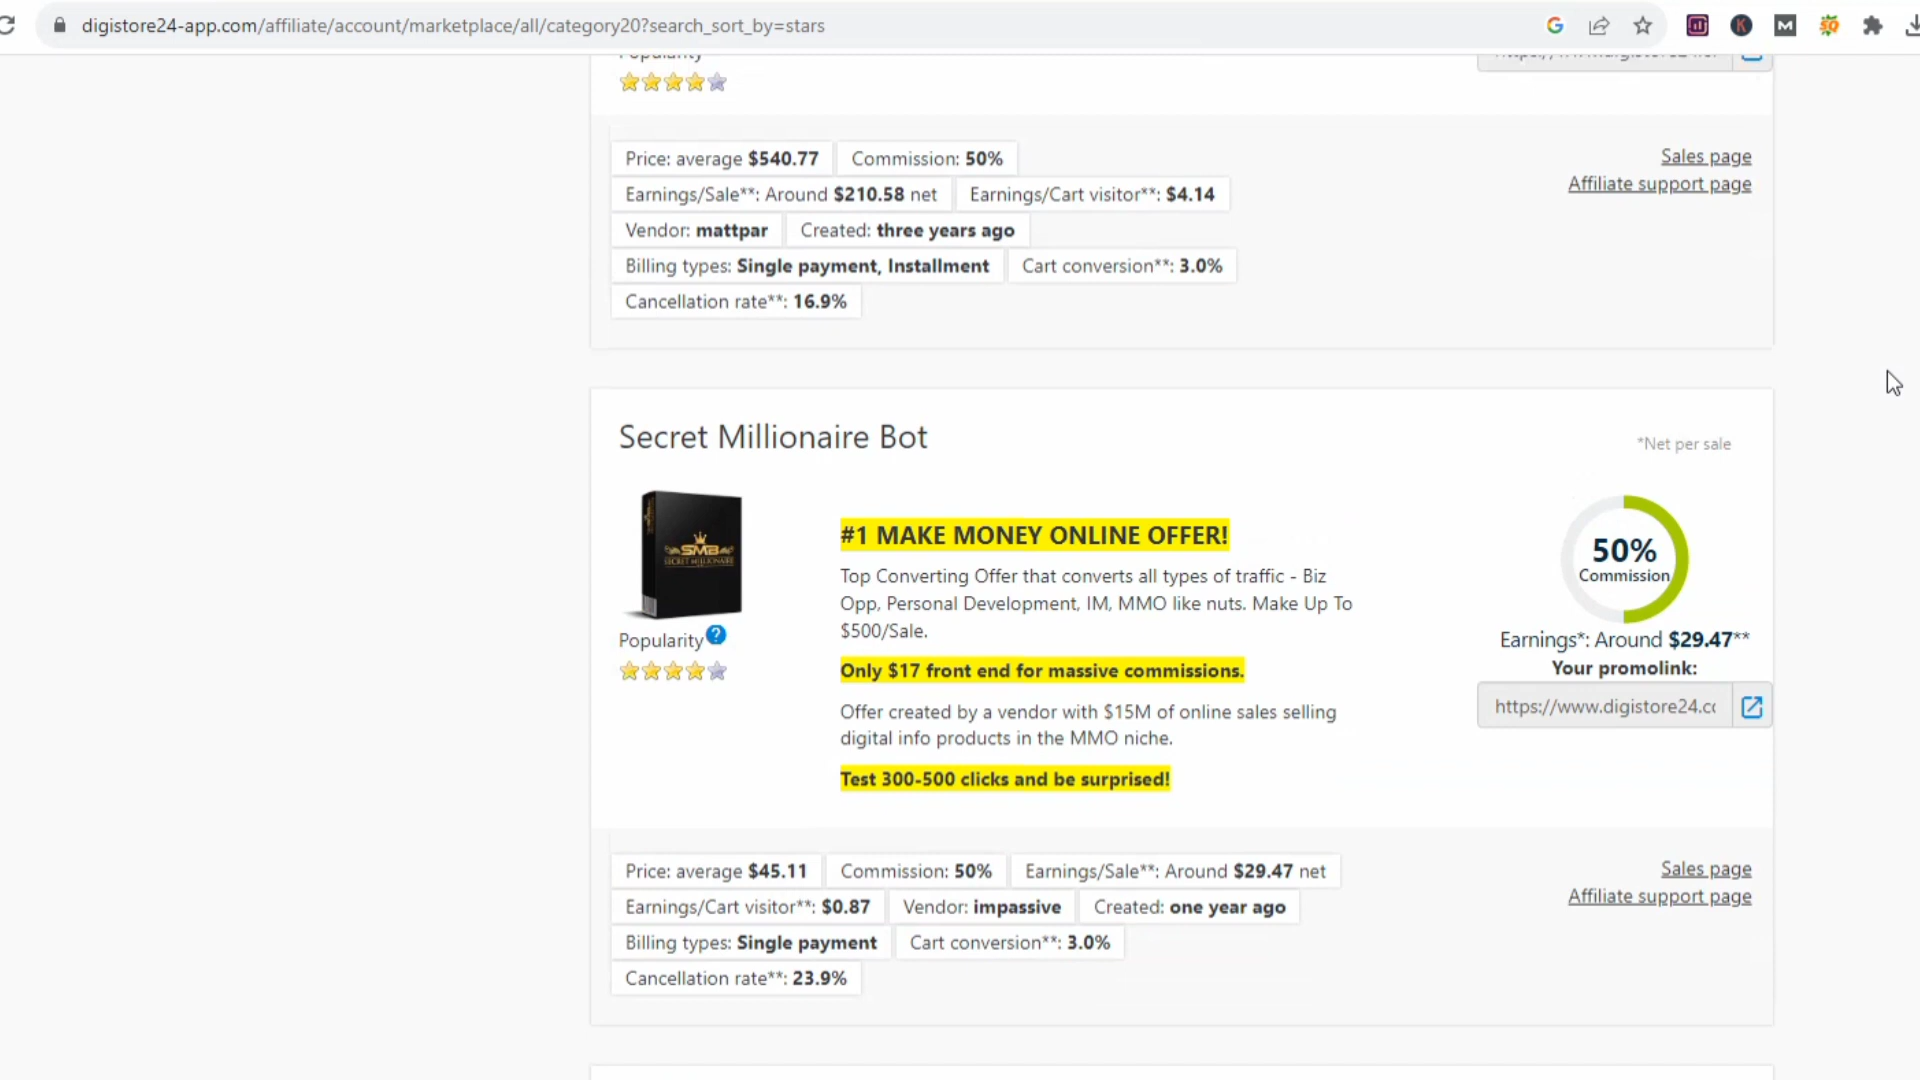 digistore24-app.com/affiliate/account/marketplace/all/category20?search_sort_by=stars
Popularity
Price: average $540.77
Commission: 50%
Sales page
Affiliate support page
Earnings/Sale**: Around $210.58 net
Earnings/Cart visitor**: $4.14
Vendor: mattpar
Created: three years ago
Billing types: Single payment, Installment
Cart conversion**: 3.0%
Cancellation rate**: 16.9%
Secret Millionaire Bot
*Net per sale
SMB
SECRET MILLIONAIRE
Popularity ?
#1 MAKE MONEY ONLINE OFFER!
Top Converting Offer that converts all types of traffic - Biz
Opp, Personal Development, IM, MMO like nuts. Make Up To
$500/Sale.
Only $17 front end for massive commissions.
Offer created by a vendor with $15M of online sales selling
digital info products in the MMO niche.
Test 300-500 clicks and be surprised!
50%
Commission
Earnings*: Around $29.47**
Your promolink:
https://www.digistore24.cc
Price: average $45.11
Commission: 50%
Earnings/Sale**: Around $29.47 net
Sales page
Affiliate support page
Earnings/Cart visitor**: $0.87
Vendor: impassive
Created: one year ago
Billing types: Single payment
Cart conversion**: 3.0%
Cancellation rate**: 23.9%